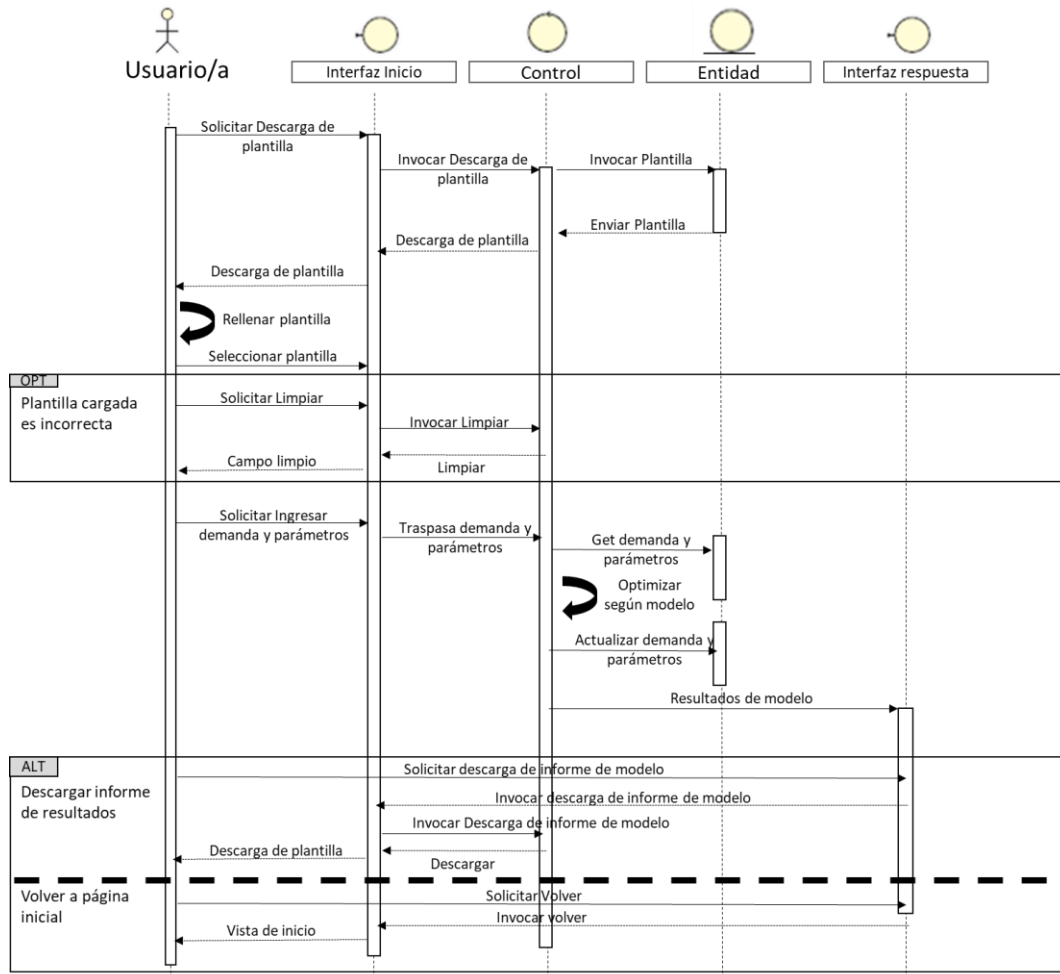 Usuario/a
Interfaz Inicio
Control
Entidad
Interfaz respuesta
Solicitar Descarga de
plantilla
Invocar Descarga de
plantilla
Invocar Plantilla
Enviar Plantilla
Descarga de plantilla
Descarga de plantilla
Rellenar plantilla
Seleccionar plantilla
OPT
Plantilla cargada
es incorrecta
Solicitar Limpiar
Invocar Limpiar
Campo limpio
Limpiar
Solicitar Ingresar
demanda y parámetros
Traspasa demanda y
parámetros
Get demanda y
parámetros
Optimizar
según modelo
Actualizar demanda y
parámetros
Resultados de modelo
ALT
Descargar informe
de resultados
Solicitar descarga de informe de modelo
Invocar descarga de informe de modelo
Invocar Descarga de informe de modelo
Descarga de plantilla
Descargar
Volver a página
inicial
Solicitar Volver
Invocar volver
Vista de inicio